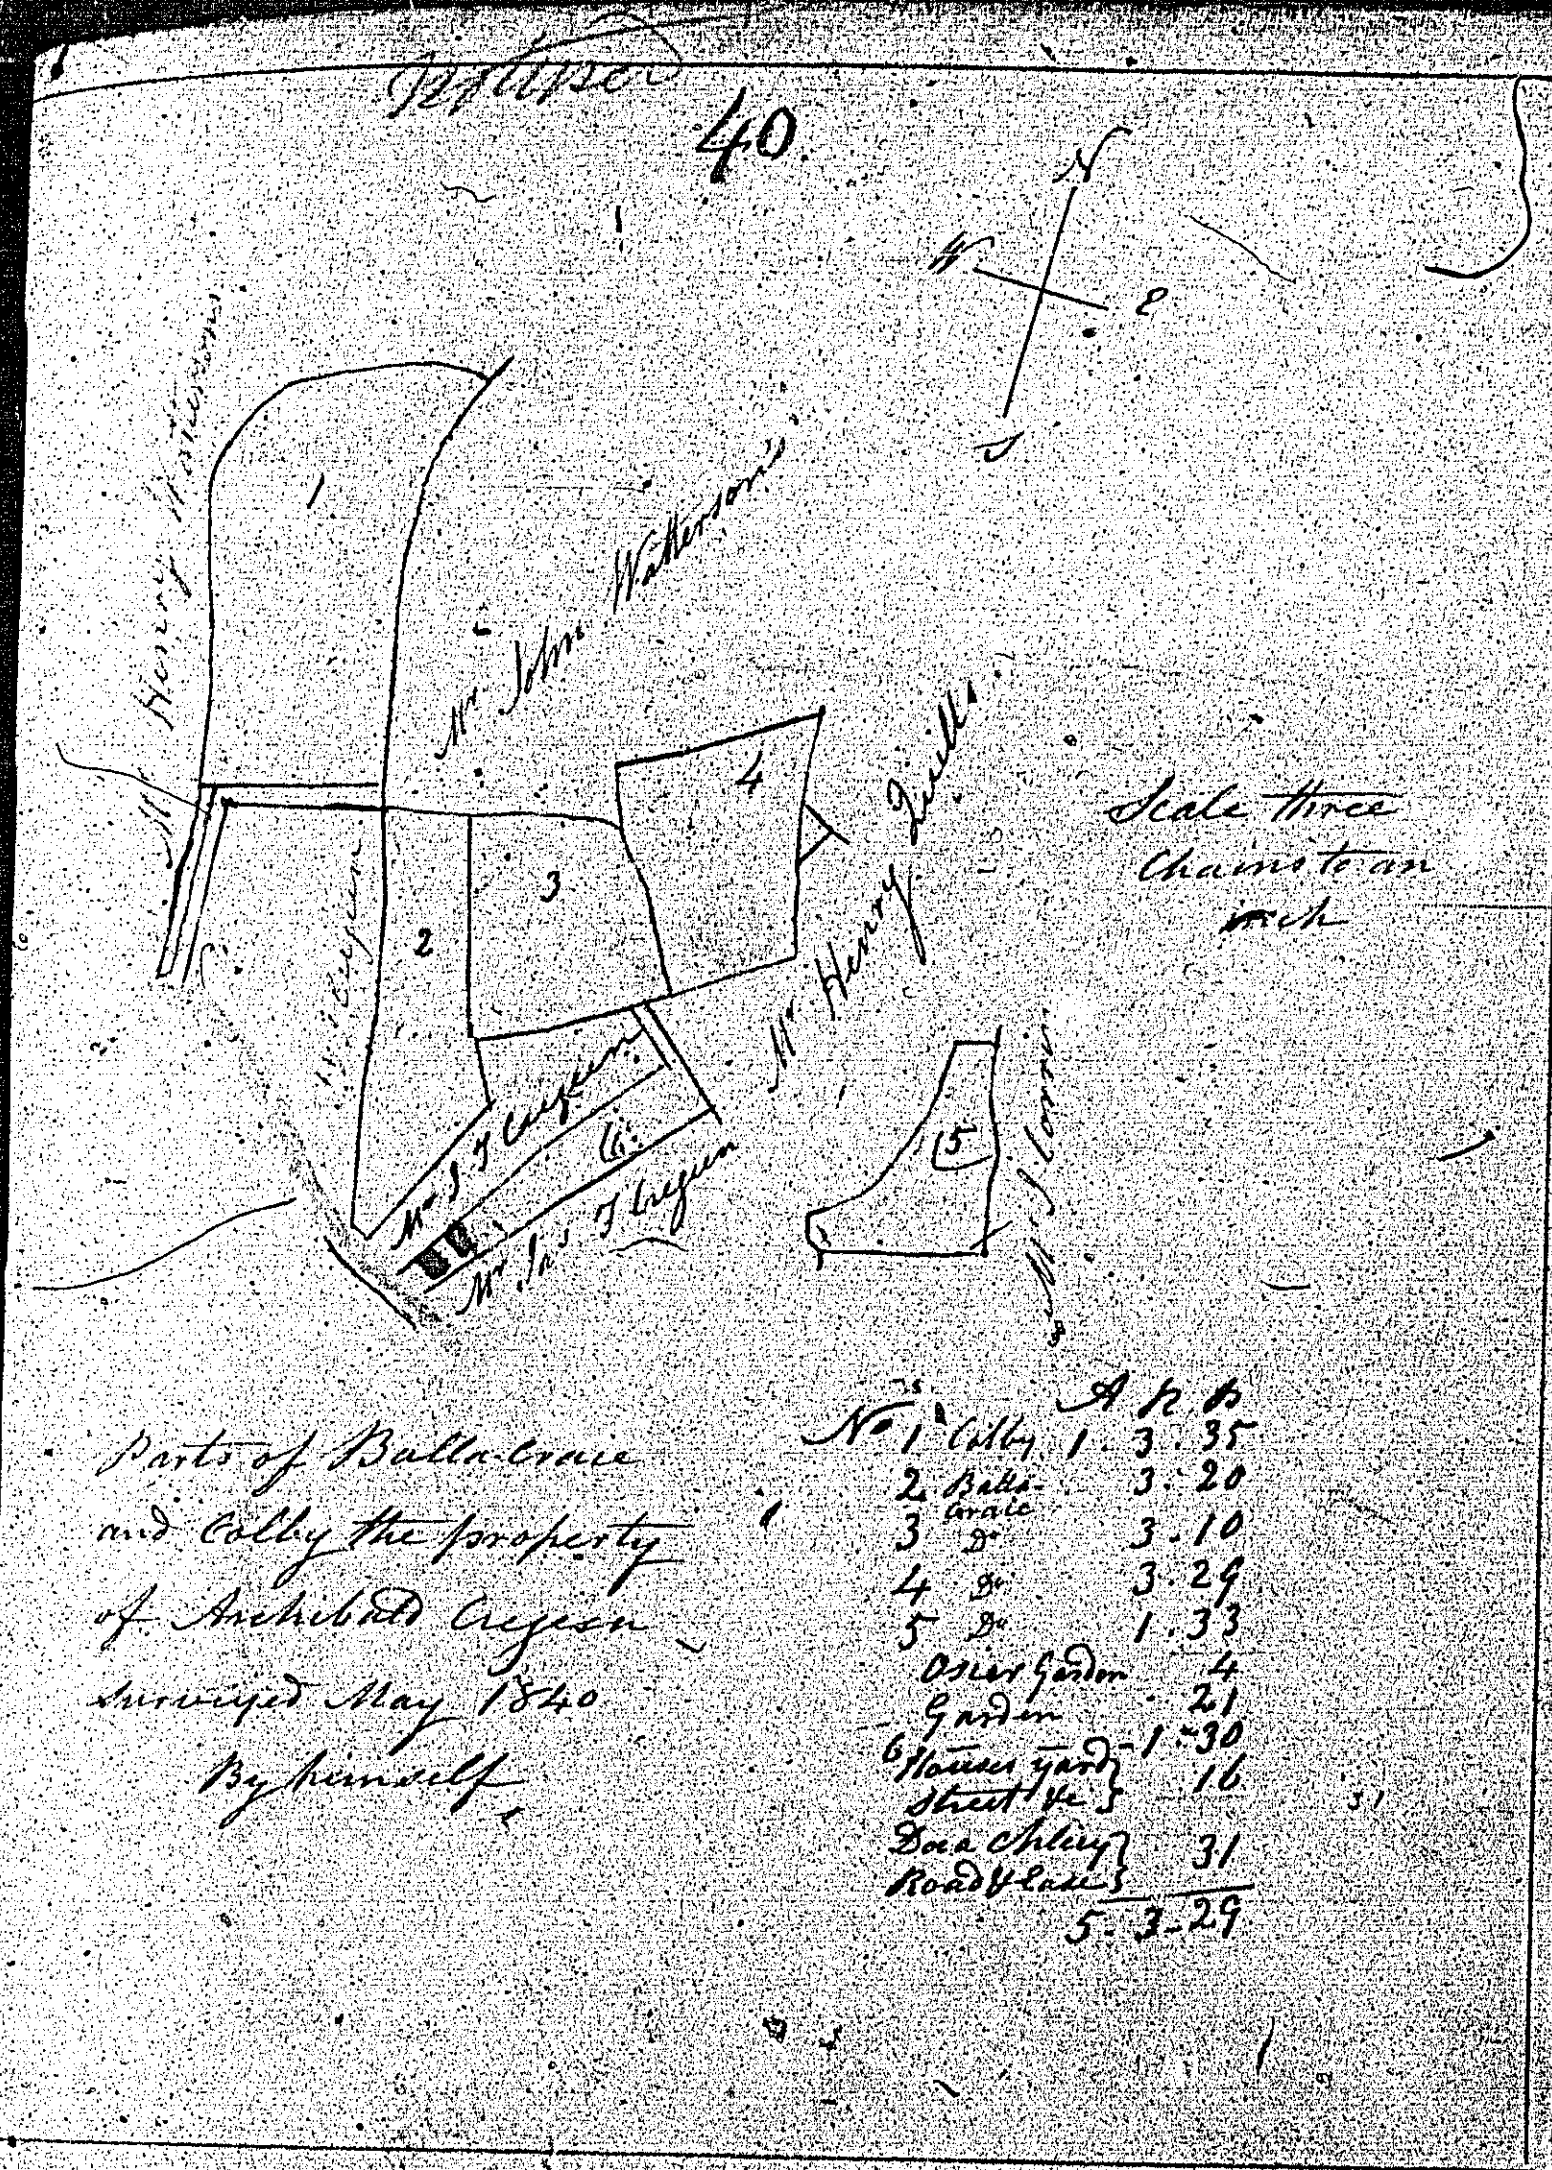 40
N
W
E
S
Mr Henry Watterson's
1
Mr John Watterson's
4
Mr Henry Quill's
3
2
Cregeen
Scale three
Chains to an
inch
Mr J. T Cregeen
G.
Mr Jas T Cregeen
5
Mr J
Parts of Balla-Craie
and Colby the property
of Archibald Cregeen
surveyed May 1840
By himself
Nos A R P
1 Colby 1. 3. 35
2 Balla-Craie 3. 20
3 Do 3. 10
4 Do 3. 29
5 Do 1. 33
Osier Garden 4
Garden 21
6 1. 30
Houses yard
street &c } 16
Road & Lane } 31
5. 3. 29